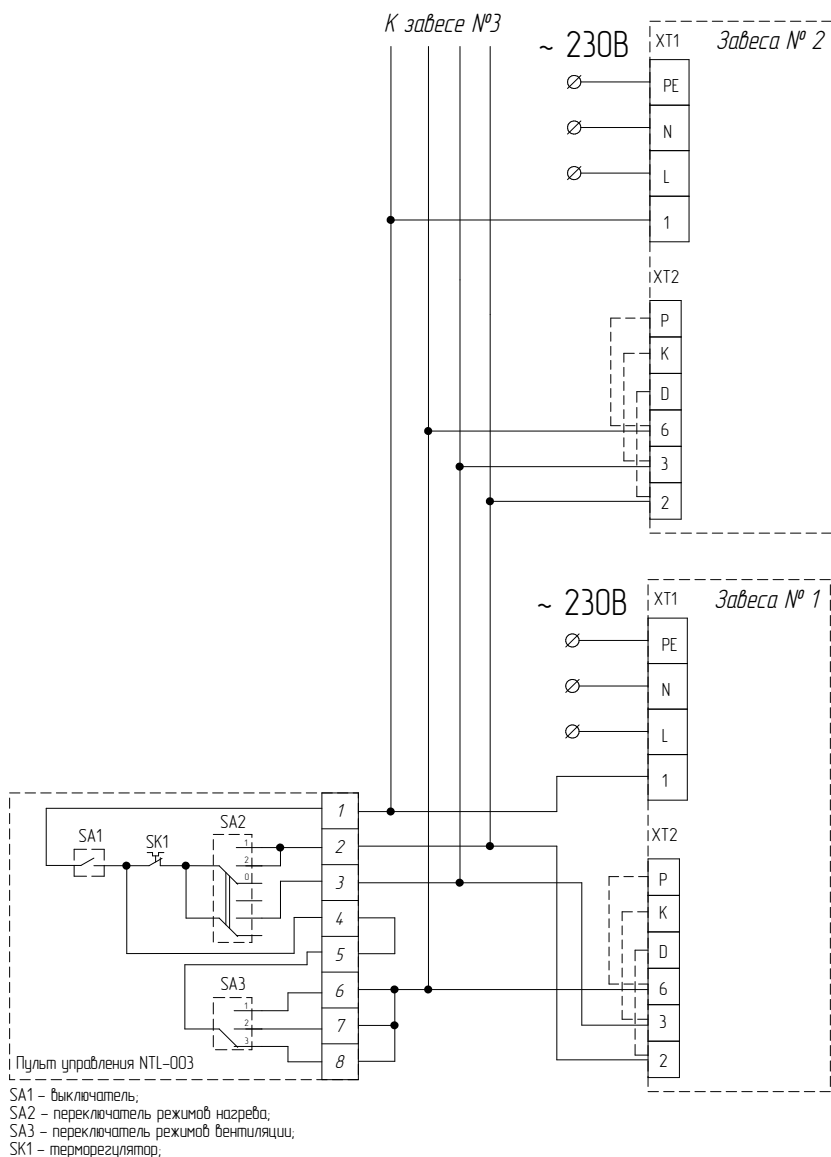 К завесе №3
~ 230В
XT1
Завеса № 2
PE
N
L
1
XT2
P
K
D
6
3
2
~ 230В
XT1
Завеса № 1
PE
N
L
1
XT2
P
K
D
6
3
2
SA1
SK1
SA2
1
2
0
1
2
3
4
5
6
7
8
SA3
1
2
3
Пульт управления NTL-003
SA1 – выключатель;
SA2 – переключатель режимов нагрева;
SA3 – переключатель режимов вентиляции;
SK1 – терморегулятор;